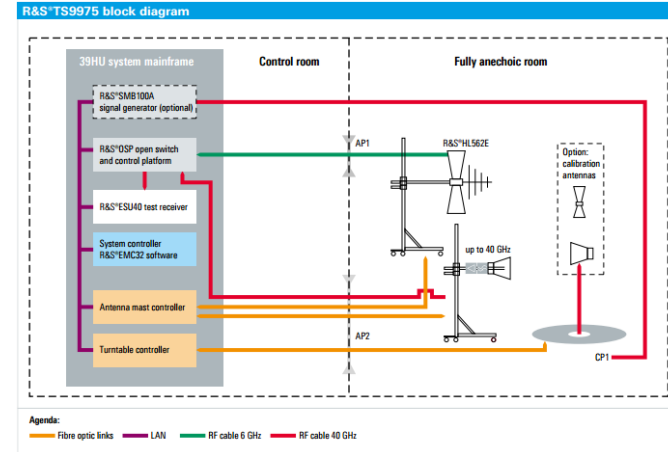 R&S®TS9975 block diagram
39HU system mainframe
Control room
Fully anechoic room
R&S®SMB100A
signal generator (optional)
R&S®OSP open switch
and control platform
R&S®ESU40 test receiver
System controller
R&S®EMC32 software
Antenna mast controller
Turntable controller
AP1
R&S®HL562E
Option:
calibration
antennas
up to 40 GHz
AP2
CP1
Agenda:
Fibre optic links
LAN
RF cable 6 GHz
RF cable 40 GHz